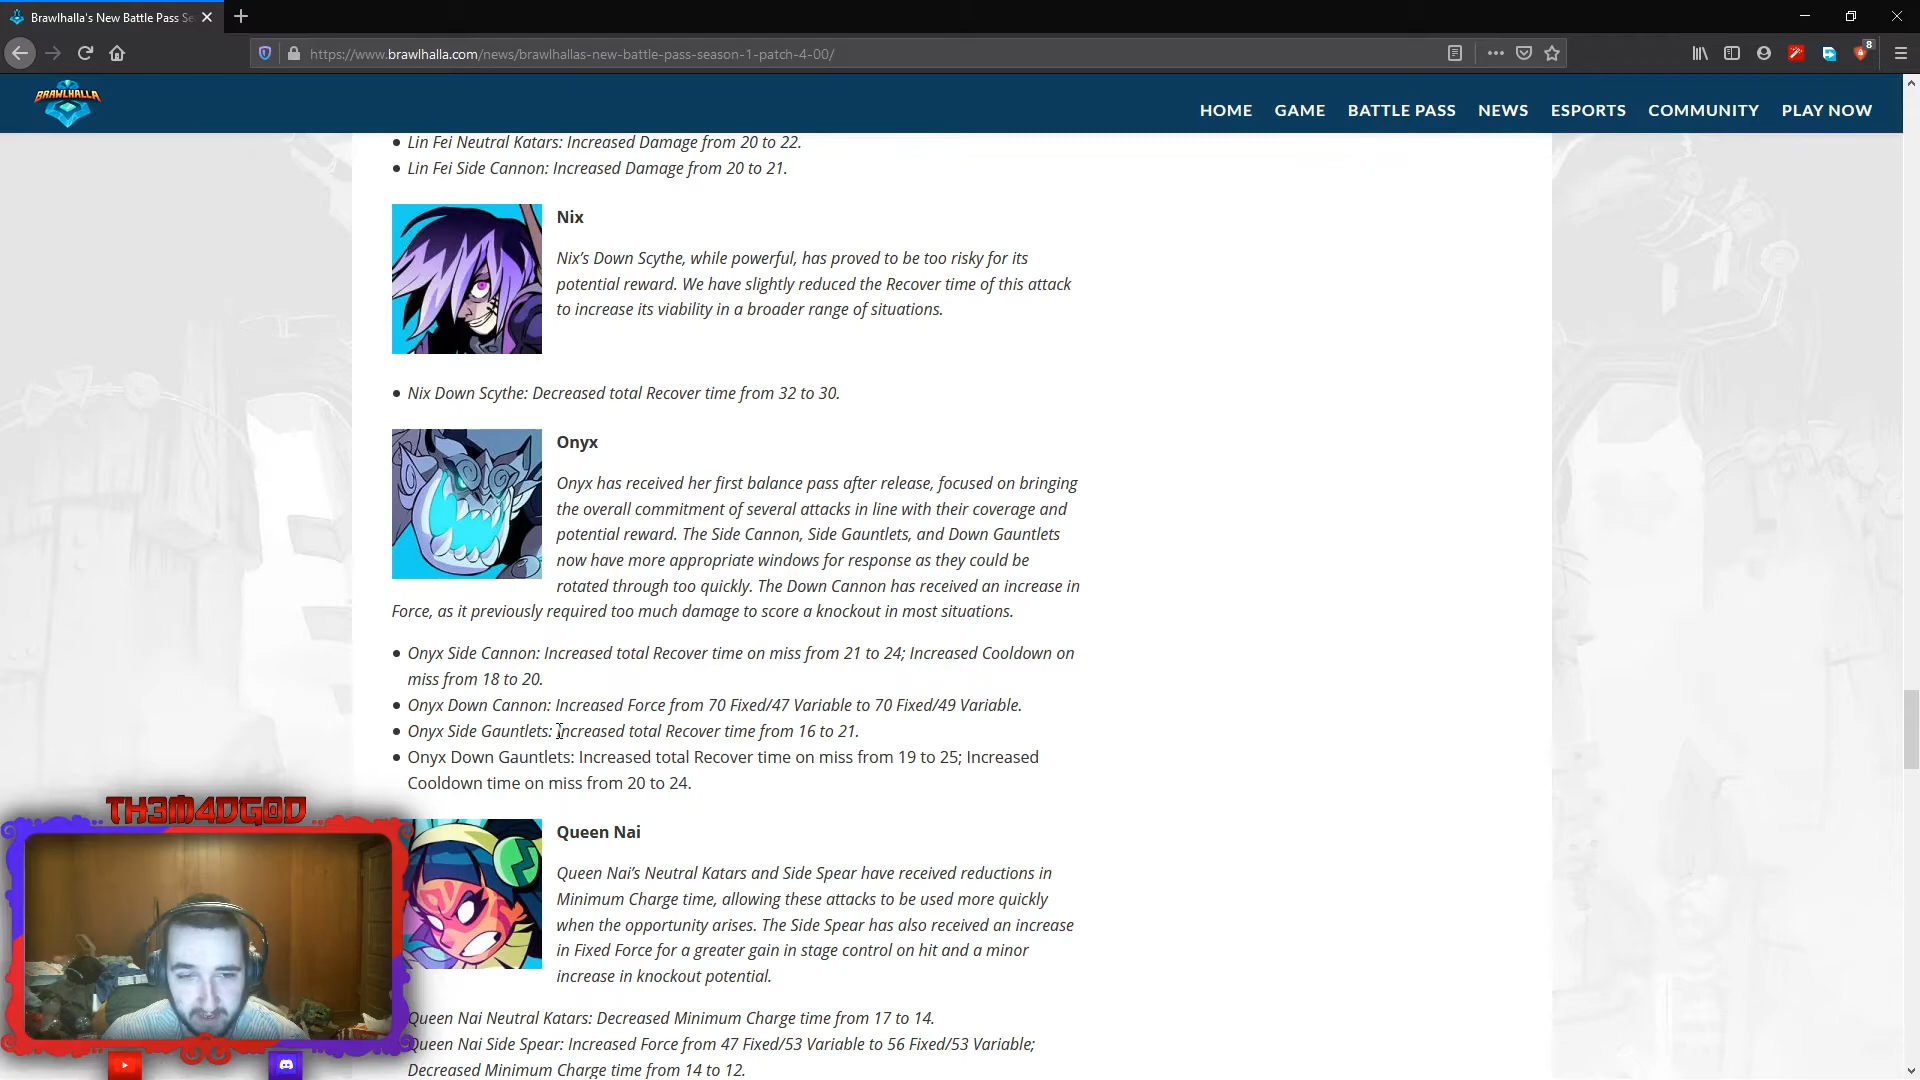 Brawlhalla's New Battle Pass Se
8
https://www.brawlhalla.com/news/brawlhallas-new-battle-pass-season-1-patch-4-00/
BRAWLHALLA
HOME GAME BATTLE PASS NEWS ESPORTS COMMUNITY PLAY NOW
• Lin Fei Neutral Katars: Increased Damage from 20 to 22.
• Lin Fei Side Cannon: Increased Damage from 20 to 21.
Nix
Nix's Down Scythe, while powerful, has proved to be too risky for its
potential reward. We have slightly reduced the Recover time of this attack
to increase its viability in a broader range of situations.
• Nix Down Scythe: Decreased total Recover time from 32 to 30.
Onyx
Onyx has received her first balance pass after release, focused on bringing
the overall commitment of several attacks in line with their coverage and
potential reward. The Side Cannon, Side Gauntlets, and Down Gauntlets
now have more appropriate windows for response as they could be
rotated through too quickly. The Down Cannon has received an increase in
Force, as it previously required too much damage to score a knockout in most situations.
• Onyx Side Cannon: Increased total Recover time on miss from 21 to 24; Increased Cooldown on
miss from 18 to 20.
• Onyx Down Cannon: Increased Force from 70 Fixed/47 Variable to 70 Fixed/49 Variable.
• Onyx Side Gauntlets: Increased total Recover time from 16 to 21.
• Onyx Down Gauntlets: Increased total Recover time on miss from 19 to 25; Increased
Cooldown time on miss from 20 to 24.
Queen Nai
Queen Nai's Neutral Katars and Side Spear have received reductions in
Minimum Charge time, allowing these attacks to be used more quickly
when the opportunity arises. The Side Spear has also received an increase
in Fixed Force for a greater gain in stage control on hit and a minor
increase in knockout potential.
Queen Nai Neutral Katars: Decreased Minimum Charge time from 17 to 14.
Queen Nai Side Spear: Increased Force from 47 Fixed/53 Variable to 56 Fixed/53 Variable;
Decreased Minimum Charge time from 14 to 12.
TH3M4DG0D